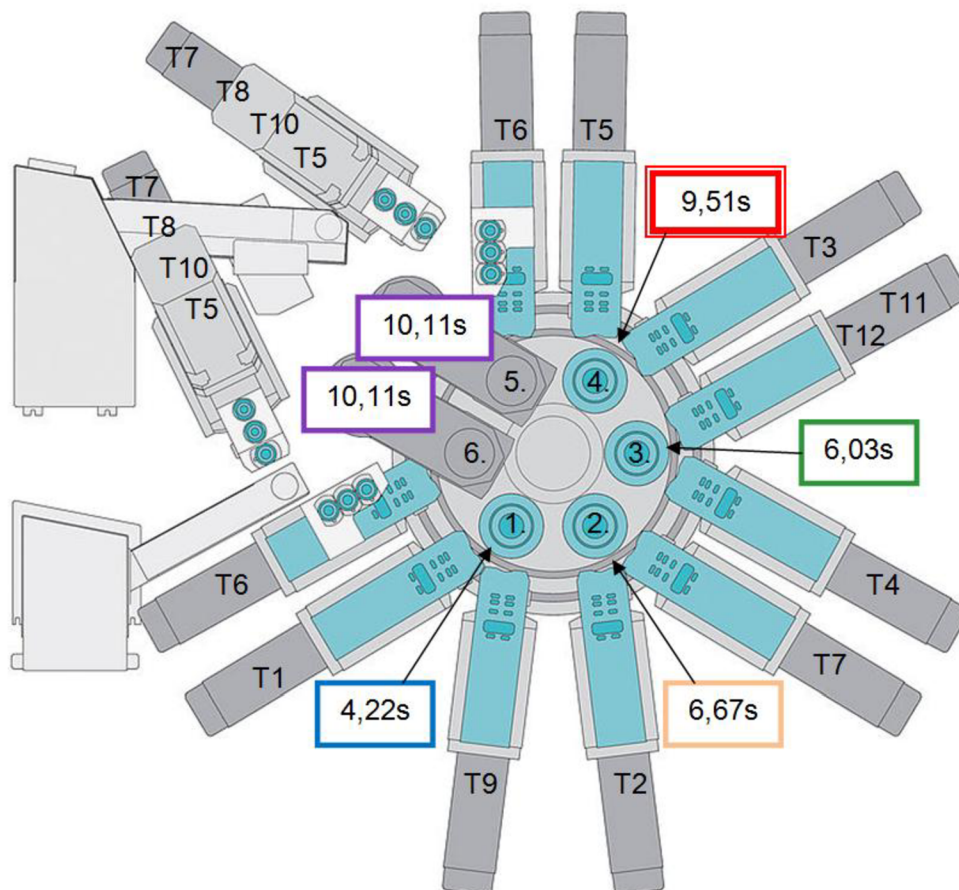 T7
T8
T10
T5
T6
T5
9,51s
T3
T7
T8
T10
T5
T11
T12
10,11s
10,11s
5.
4.
6.
3.
6,03s
1.
2.
T6
T4
T1
T7
4,22s
6,67s
T9
T2